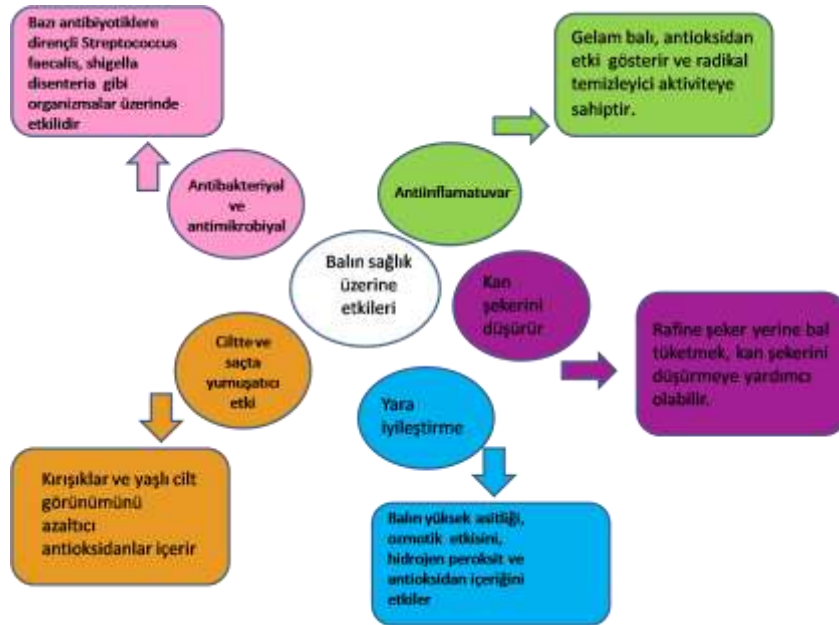 Bazı antibiyotiklere
dirençli Streptococcus
faecalis, shigella
disenteria gibi
organizmalar üzerinde
etkilidir
Gelam balı, antioksidan
etki gösterir ve radikal
temizleyici aktiviteye
sahiptir.
Antibakteriyal
ve
antimikrobiyal
Antiinflamatuvar
Balın sağlık
üzerine
etkileri
Kan
şekerini
düşürür
Rafine şeker yerine bal
tüketmek, kan şekerini
düşürmeye yardımcı
olabilir.
Ciltte ve
saçta
yumuşatıcı
etki
Yara
iyileştirme
Kırışıklar ve yaşlı cilt
görünümünü
azaltıcı
antioksidanlar içerir
Balın yüksek asitliği,
ozmotik etkisini,
hidrojen peroksit ve
antioksidan içeriğini
etkiler